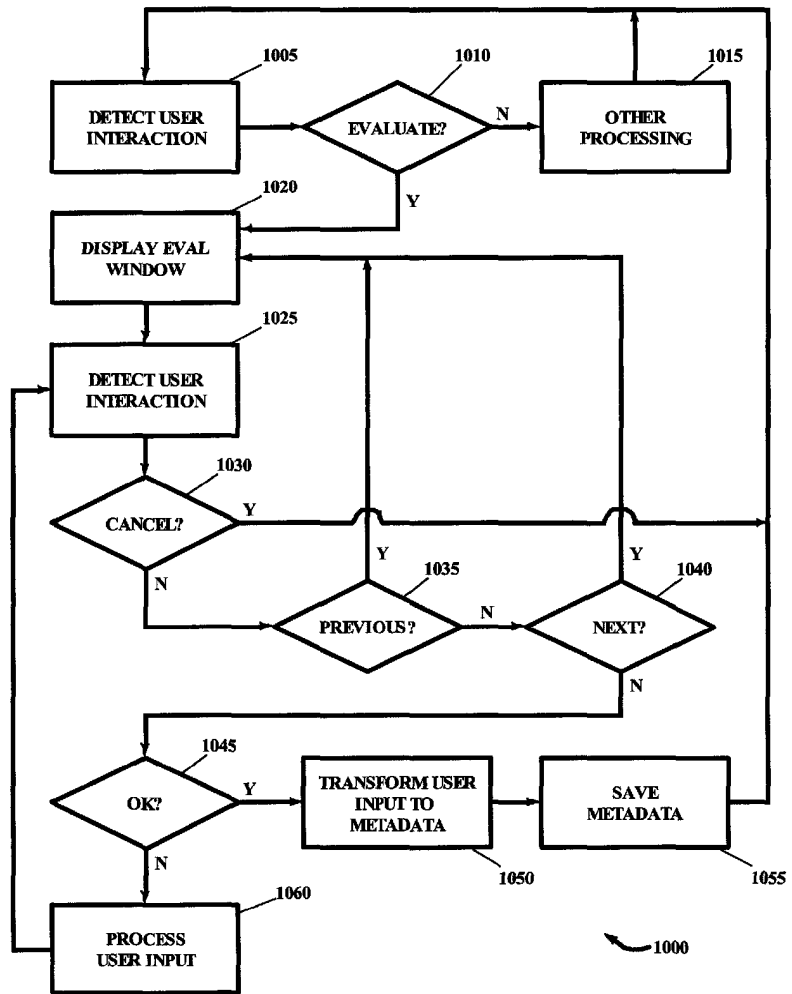 1005
DETECT USER
INTERACTION
1010
EVALUATE?
N
Y
1015
OTHER
PROCESSING
1020
DISPLAY EVAL
WINDOW
1025
DETECT USER
INTERACTION
1030
CANCEL?
Y
N
1035
PREVIOUS?
Y
N
1040
NEXT?
Y
N
1045
OK?
Y
N
TRANSFORM USER
INPUT TO
METADATA
1050
SAVE
METADATA
1055
1060
PROCESS
USER INPUT
1000